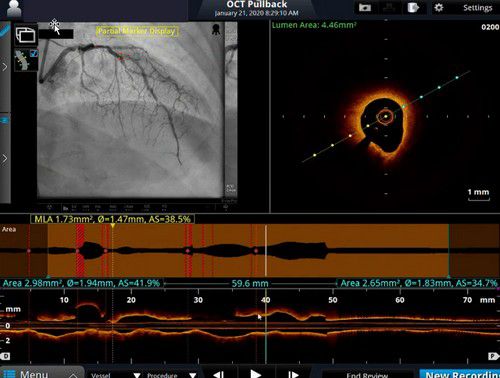 OCT Pullback
January 21, 2020 8:29:10 AM
Settings
Partial Marker Display
Lumen Area: 4.46mm²
0200
1 mm
MLA 1.73mm², Ø=1.47mm, AS=38.5%
Area
Area 2.98mm², Ø=1.94mm, AS=41.9%
59.6 mm
Area 2.65mm², Ø=1.83mm, AS=34.7%
mm
10
20
30
40
50
60
70
2
0
2
D
P
Menu
Vessel
Procedure
End Review
New Recording